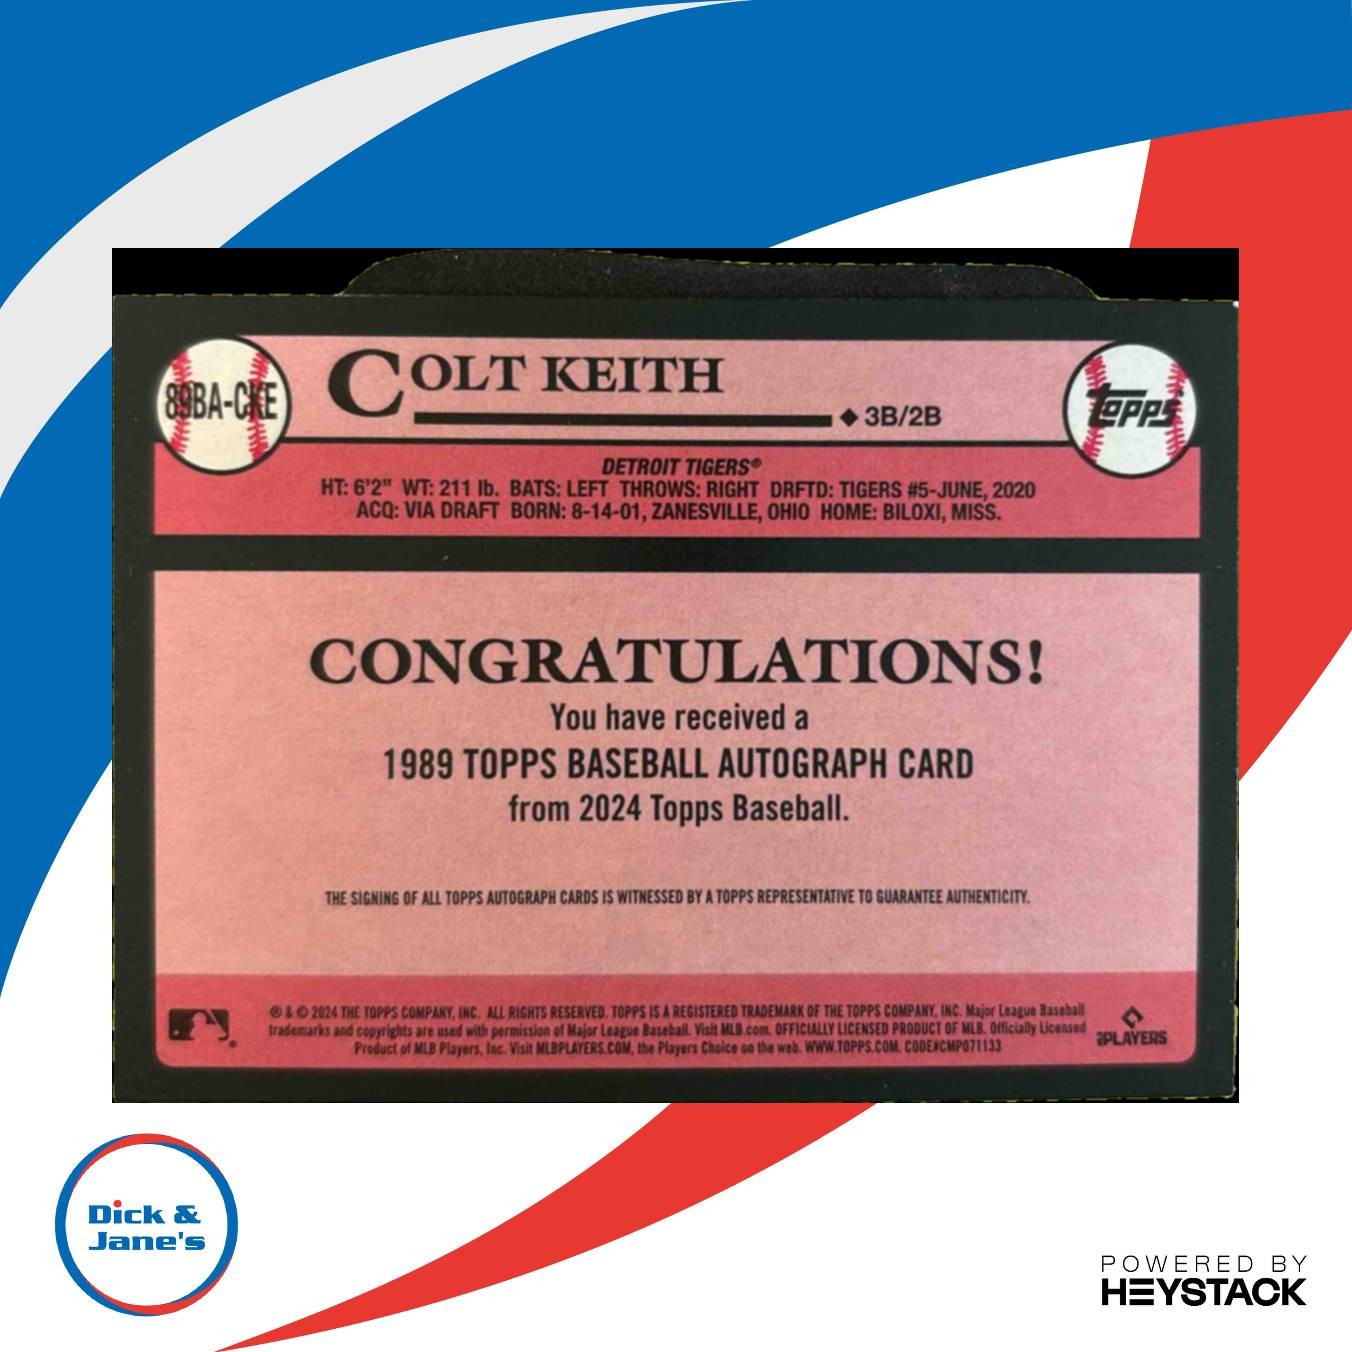 89BA-CKE
COLT KEITH
◆ 3B/2B
topps
DETROIT TIGERS®
HT: 6'2" WT: 211 lb. BATS: LEFT THROWS: RIGHT DRFTD: TIGERS #5-JUNE, 2020
ACQ: VIA DRAFT BORN: 8-14-01, ZANESVILLE, OHIO HOME: BILOXI, MISS.
CONGRATULATIONS!
You have received a
1989 TOPPS BASEBALL AUTOGRAPH CARD
from 2024 Topps Baseball.
THE SIGNING OF ALL TOPPS AUTOGRAPH CARDS IS WITNESSED BY A TOPPS REPRESENTATIVE TO GUARANTEE AUTHENTICITY.
® & © 2024 THE TOPPS COMPANY, INC. ALL RIGHTS RESERVED. TOPPS IS A REGISTERED TRADEMARK OF THE TOPPS COMPANY, INC. Major League Baseball
trademarks and copyrights are used with permission of Major League Baseball. Visit MLB.com. OFFICIALLY LICENSED PRODUCT OF MLB. Officially Licensed
Product of MLB Players, Inc. Visit MLBPLAYERS.COM, the Players Choice on the web. WWW.TOPPS.COM. CODE#CMP071133
MLB PLAYERS
Dick &
Jane's
POWERED BY
HEYSTACK